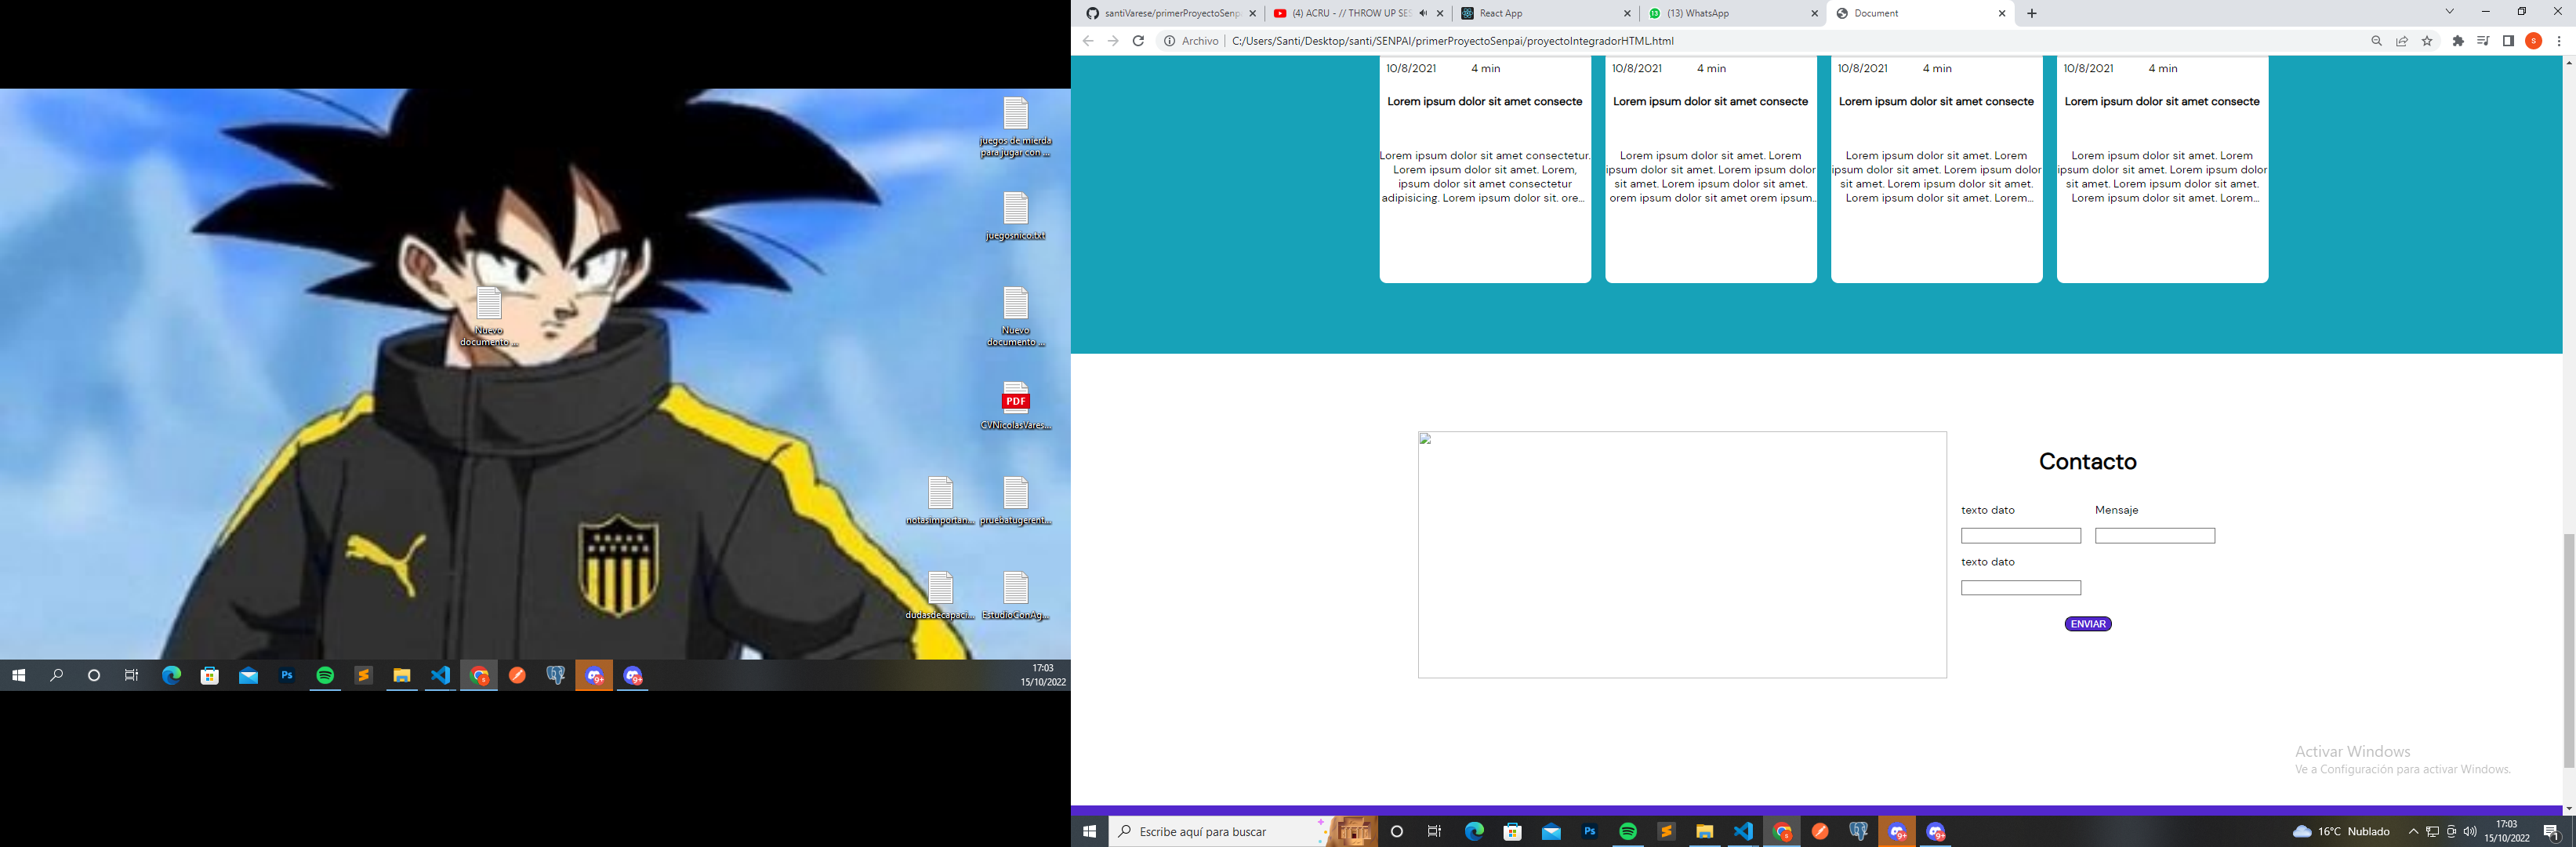 juegos de mierda
para jugar con ...
juegosnico.txt
Nuevo
documento ...
Nuevo
documento ...
PDF
CVNicolasVares...
notasimportan...
pruebatugerent...
dudasdecapaci...
EstudioConAg...
Ps
9+
9+
17:03
15/10/2022
santiVarese/primerProyectoSenp
(4) ACRU - // THROW UP SES
React App
(13) WhatsApp
Document
Archivo
C:/Users/Santi/Desktop/santi/SENPAI/primerProyectoSenpai/proyectoIntegradorHTML.html
10/8/2021 4 min
Lorem ipsum dolor sit amet consecte
Lorem ipsum dolor sit amet consectetur.
Lorem ipsum dolor sit amet. Lorem,
ipsum dolor sit amet consectetur
adipisicing. Lorem ipsum dolor sit. ore...
10/8/2021 4 min
Lorem ipsum dolor sit amet consecte
Lorem ipsum dolor sit amet. Lorem
ipsum dolor sit amet. Lorem ipsum dolor
sit amet. Lorem ipsum dolor sit amet.
orem ipsum dolor sit amet orem ipsum..
10/8/2021 4 min
Lorem ipsum dolor sit amet consecte
Lorem ipsum dolor sit amet. Lorem
ipsum dolor sit amet. Lorem ipsum dolor
sit amet. Lorem ipsum dolor sit amet.
Lorem ipsum dolor sit amet. Lorem...
10/8/2021 4 min
Lorem ipsum dolor sit amet consecte
Lorem ipsum dolor sit amet. Lorem
ipsum dolor sit amet. Lorem ipsum dolor
sit amet. Lorem ipsum dolor sit amet.
Lorem ipsum dolor sit amet. Lorem...
Contacto
texto dato
Mensaje
texto dato
ENVIAR
Activar Windows
Ve a Configuración para activar Windows.
Escribe aquí para buscar
Ps
9+
9+
16°C Nublado
17:03
15/10/2022
1